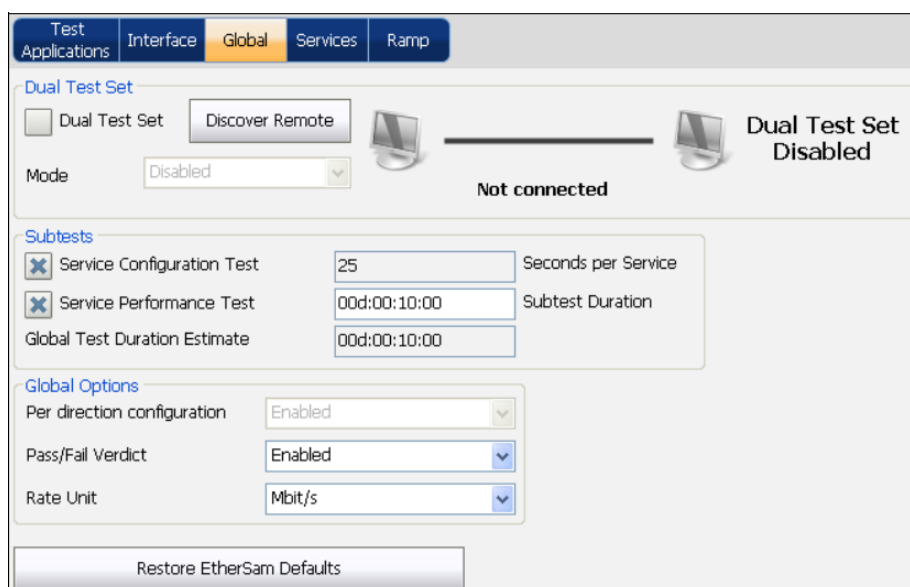 Test Applications Interface Global Services Ramp
Dual Test Set
Dual Test Set Discover Remote
Dual Test Set
Disabled
Mode Disabled
Not connected
Subtests
Service Configuration Test 25 Seconds per Service
Service Performance Test 00d:00:10:00 Subtest Duration
Global Test Duration Estimate 00d:00:10:00
Global Options
Per direction configuration Enabled
Pass/Fail Verdict Enabled
Rate Unit Mbit/s
Restore EtherSam Defaults